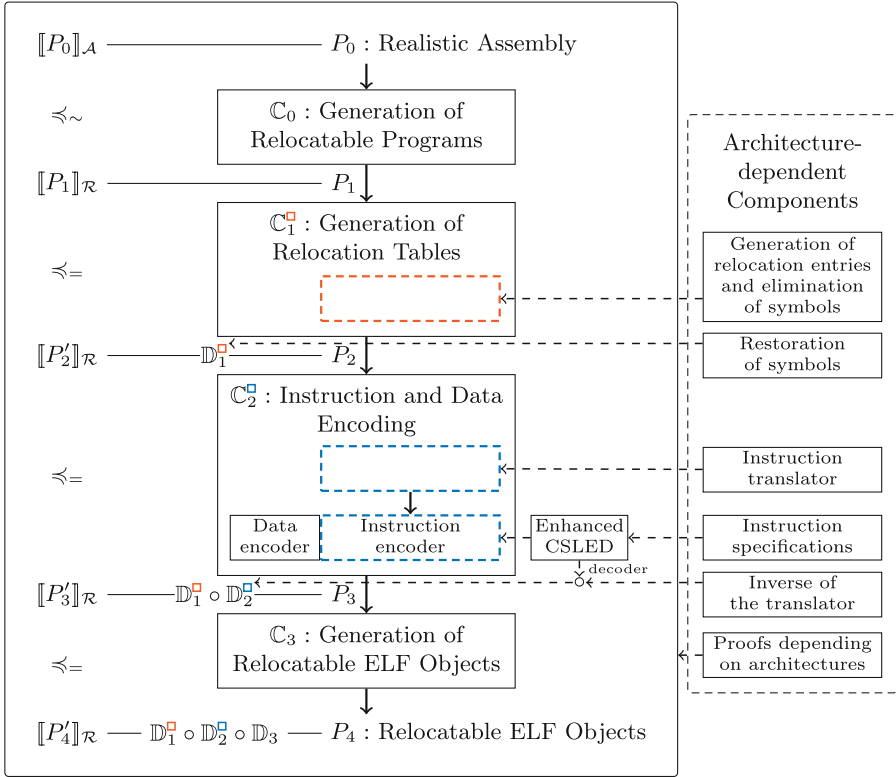 ⟦P₀⟧𝒜 P₀ : Realistic Assembly
≼∼
ℂ₀ : Generation of
Relocatable Programs
⟦P₁⟧ℛ P₁
ℂ₁□ : Generation of
Relocation Tables
≼₌
⟦P₂′⟧ℛ 𝔻₁□ P₂
ℂ₂□ : Instruction and Data
Encoding
≼₌
Data
encoder
Instruction
encoder
Enhanced
CSLED
decoder
⟦P₃′⟧ℛ 𝔻₁□ ∘ 𝔻₂□ P₃
ℂ₃ : Generation of
Relocatable ELF Objects
≼₌
⟦P₄′⟧ℛ 𝔻₁□ ∘ 𝔻₂□ ∘ 𝔻₃ P₄ : Relocatable ELF Objects
Architecture-
dependent
Components
Generation of
relocation entries
and elimination
of symbols
Restoration
of symbols
Instruction
translator
Instruction
specifications
Inverse of
the translator
Proofs depending
on architectures